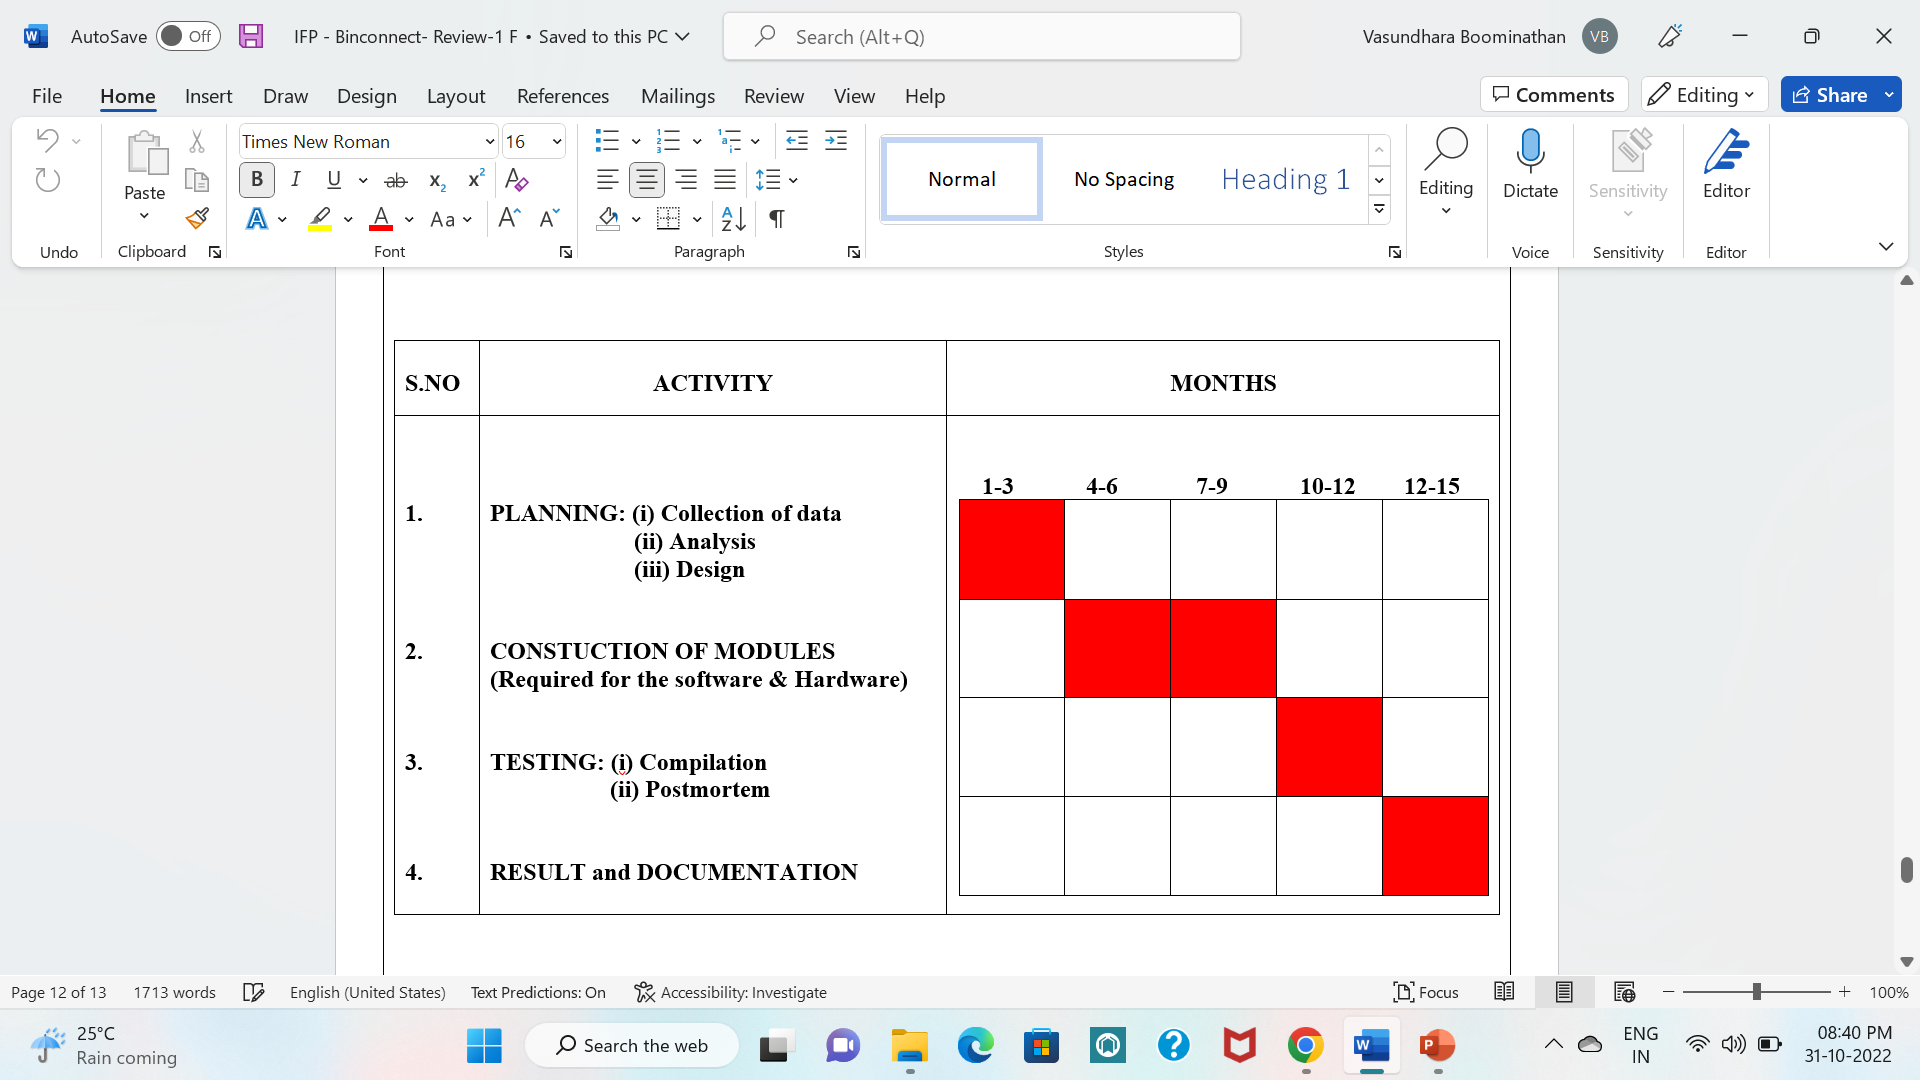 AutoSave Off IFP - Binconnect- Review-1 F • Saved to this PC Search (Alt+Q) Vasundhara Boominathan VB
File Home Insert Draw Design Layout References Mailings Review View Help Comments Editing Share
Times New Roman 16
Paste
Normal No Spacing Heading 1
Editing Dictate Sensitivity Editor
Undo Clipboard Font Paragraph Styles Voice Sensitivity Editor
S.NO ACTIVITY MONTHS
1-3 4-6 7-9 10-12 12-15
1. PLANNING: (i) Collection of data
(ii) Analysis
(iii) Design
2. CONSTUCTION OF MODULES
(Required for the software & Hardware)
3. TESTING: (i) Compilation
(ii) Postmortem
4. RESULT and DOCUMENTATION
Page 12 of 13 1713 words English (United States) Text Predictions: On Accessibility: Investigate Focus 100%
25°C
Rain coming
Search the web
ENG
IN
08:40 PM
31-10-2022